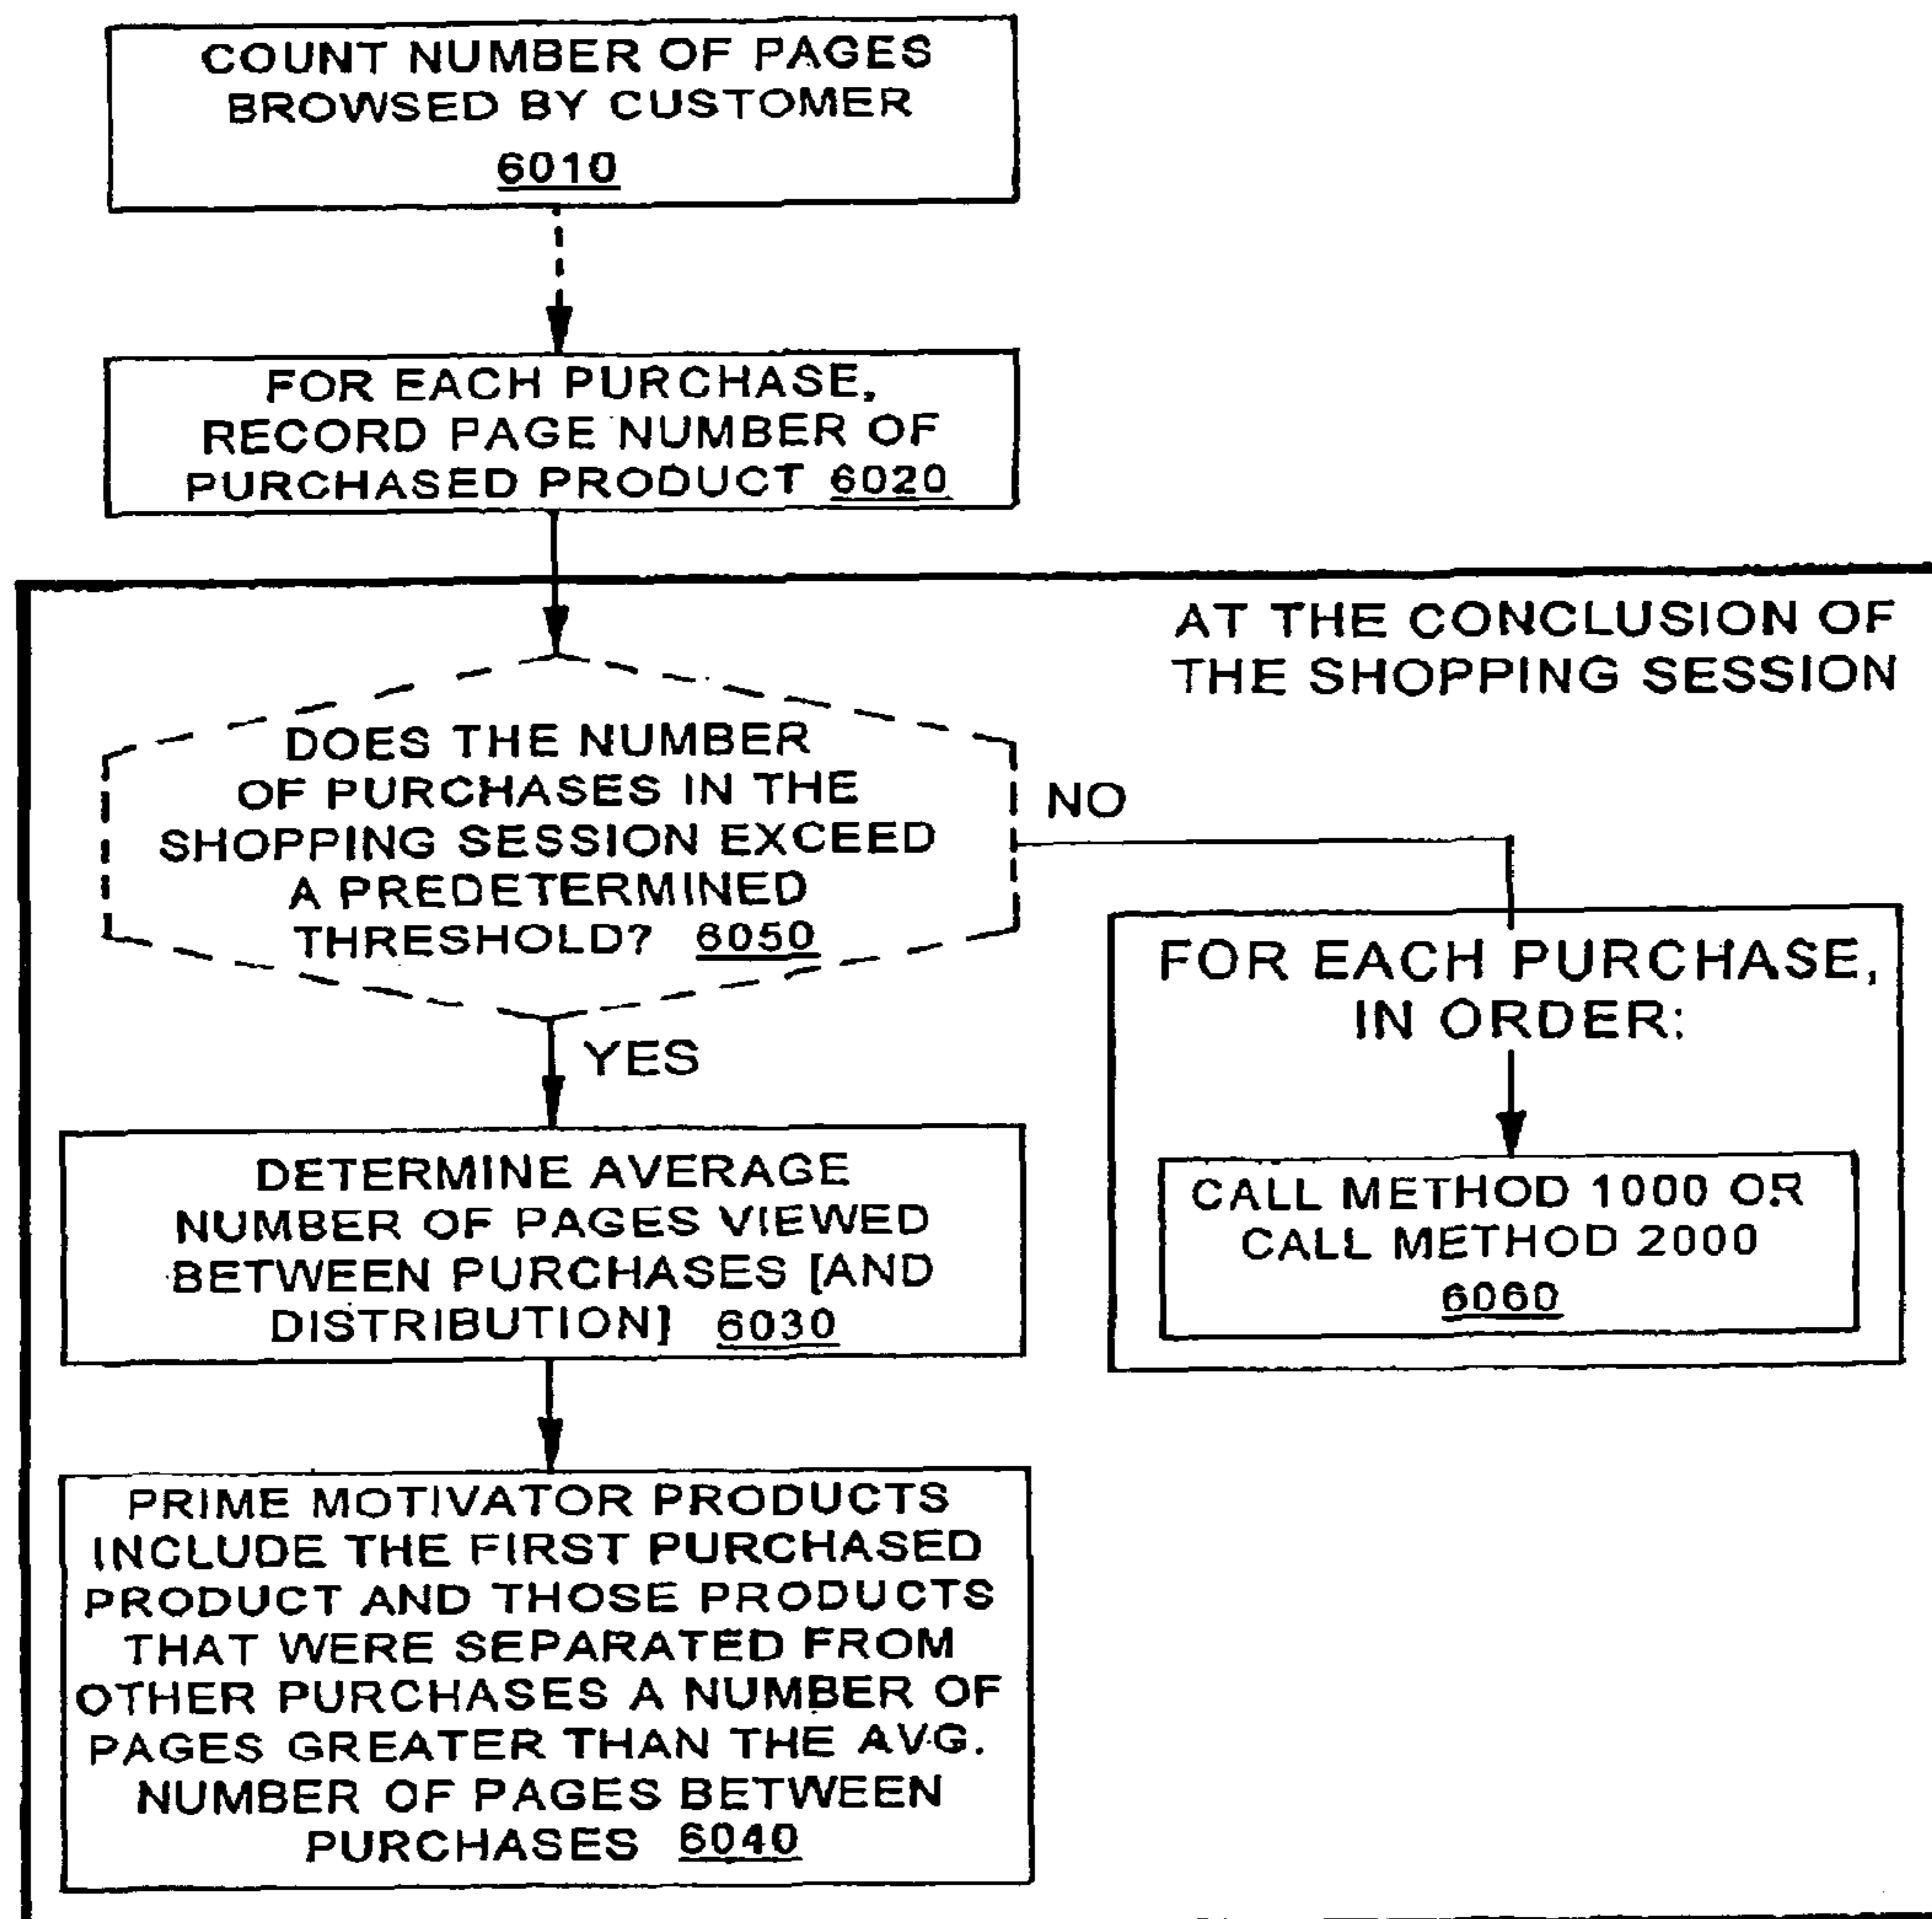 COUNT NUMBER OF PAGES
BROWSED BY CUSTOMER
6010
FOR EACH PURCHASE,
RECORD PAGE NUMBER OF
PURCHASED PRODUCT 6020
AT THE CONCLUSION OF
THE SHOPPING SESSION
DOES THE NUMBER
OF PURCHASES IN THE
SHOPPING SESSION EXCEED
A PREDETERMINED
THRESHOLD? 6050
NO
YES
FOR EACH PURCHASE,
IN ORDER:
CALL METHOD 1000 OR
CALL METHOD 2000
6060
DETERMINE AVERAGE
NUMBER OF PAGES VIEWED
BETWEEN PURCHASES [AND
DISTRIBUTION] 6030
PRIME MOTIVATOR PRODUCTS
INCLUDE THE FIRST PURCHASED
PRODUCT AND THOSE PRODUCTS
THAT WERE SEPARATED FROM
OTHER PURCHASES A NUMBER OF
PAGES GREATER THAN THE AVG.
NUMBER OF PAGES BETWEEN
PURCHASES 6040